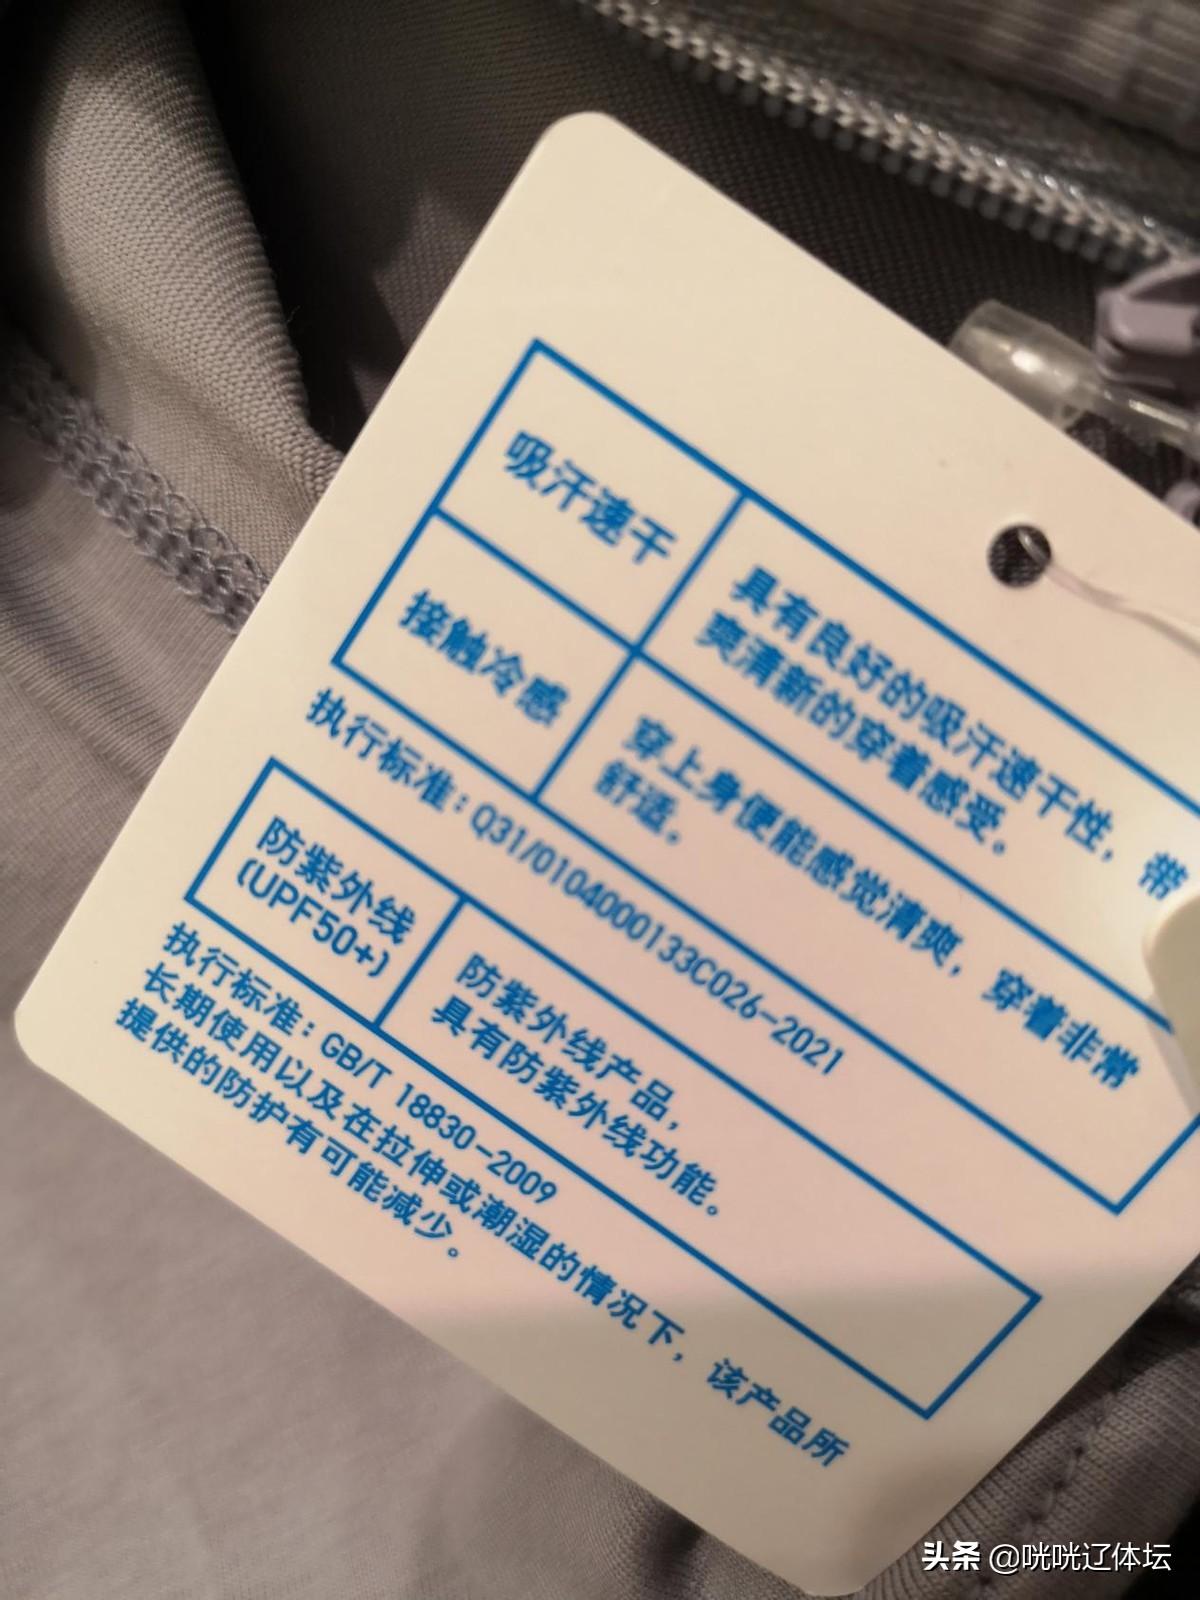 吸汗速干
具有良好的吸汗速干性，带
爽清新的穿着感受。
接触冷感
穿上身便能感觉清爽，穿着非常
舒适。
执行标准：Q31/0104000133C026-2021
防紫外线
(UPF50+)
防紫外线产品，
具有防紫外线功能。
执行标准：GB/T 18830-2009
长期使用以及在拉伸或潮湿的情况下，该产品所
提供的防护有可能减少。
头条 @咣咣辽体坛